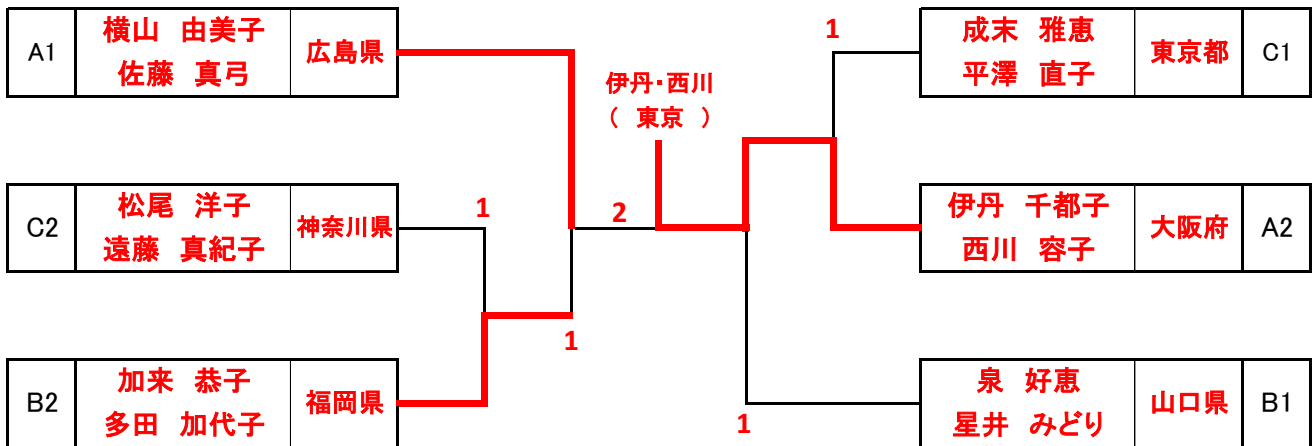 A1
横山　由美子
佐藤　真弓
広島県
C2
松尾　洋子
遠藤　真紀子
神奈川県
B2
加来　恭子
多田　加代子
福岡県
1
1
2
伊丹・西川
（　東京　）
1
1
成末　雅恵
平澤　直子
東京都
C1
伊丹　千都子
西川　容子
大阪府
A2
泉　好恵
星井　みどり
山口県
B1